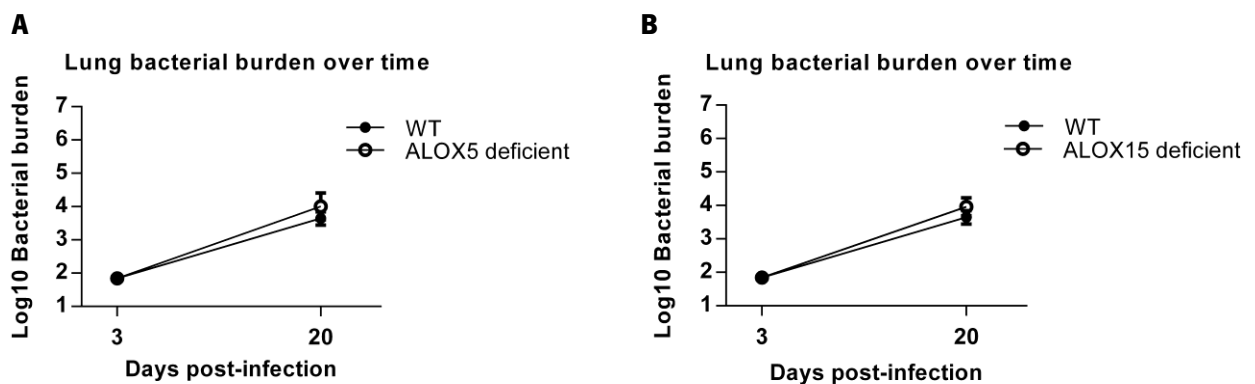 A
Lung bacterial burden over time
Log10 Bacterial burden
7
6
5
4
3
2
1
3
20
Days post-infection
WT
ALOX5 deficient
B
Lung bacterial burden over time
Log10 Bacterial burden
7
6
5
4
3
2
1
3
20
Days post-infection
WT
ALOX15 deficient